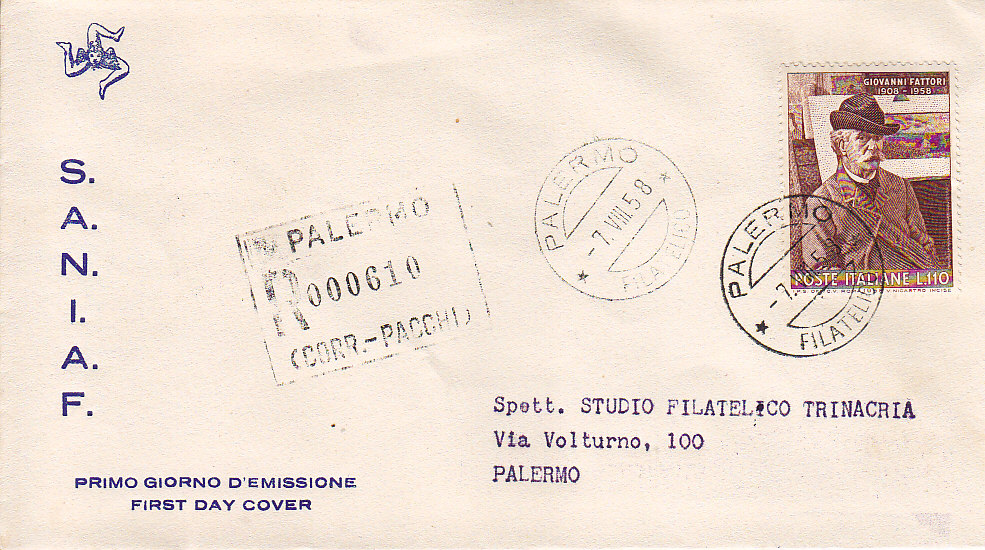 S.
A.
N.
I.
A.
F.
PRIMO GIORNO D'EMISSIONE
FIRST DAY COVER
PALERMO
R 000610
(CORR.-PACCHI)
PALERMO
-7.VIII.58
FILATELICO
GIOVANNI FATTORI
1908 - 1958
POSTE ITALIANE L.110
PALERMO
FILATELICO
Spett. STUDIO FILATELICO TRINACRIA
Via Volturno, 100
PALERMO